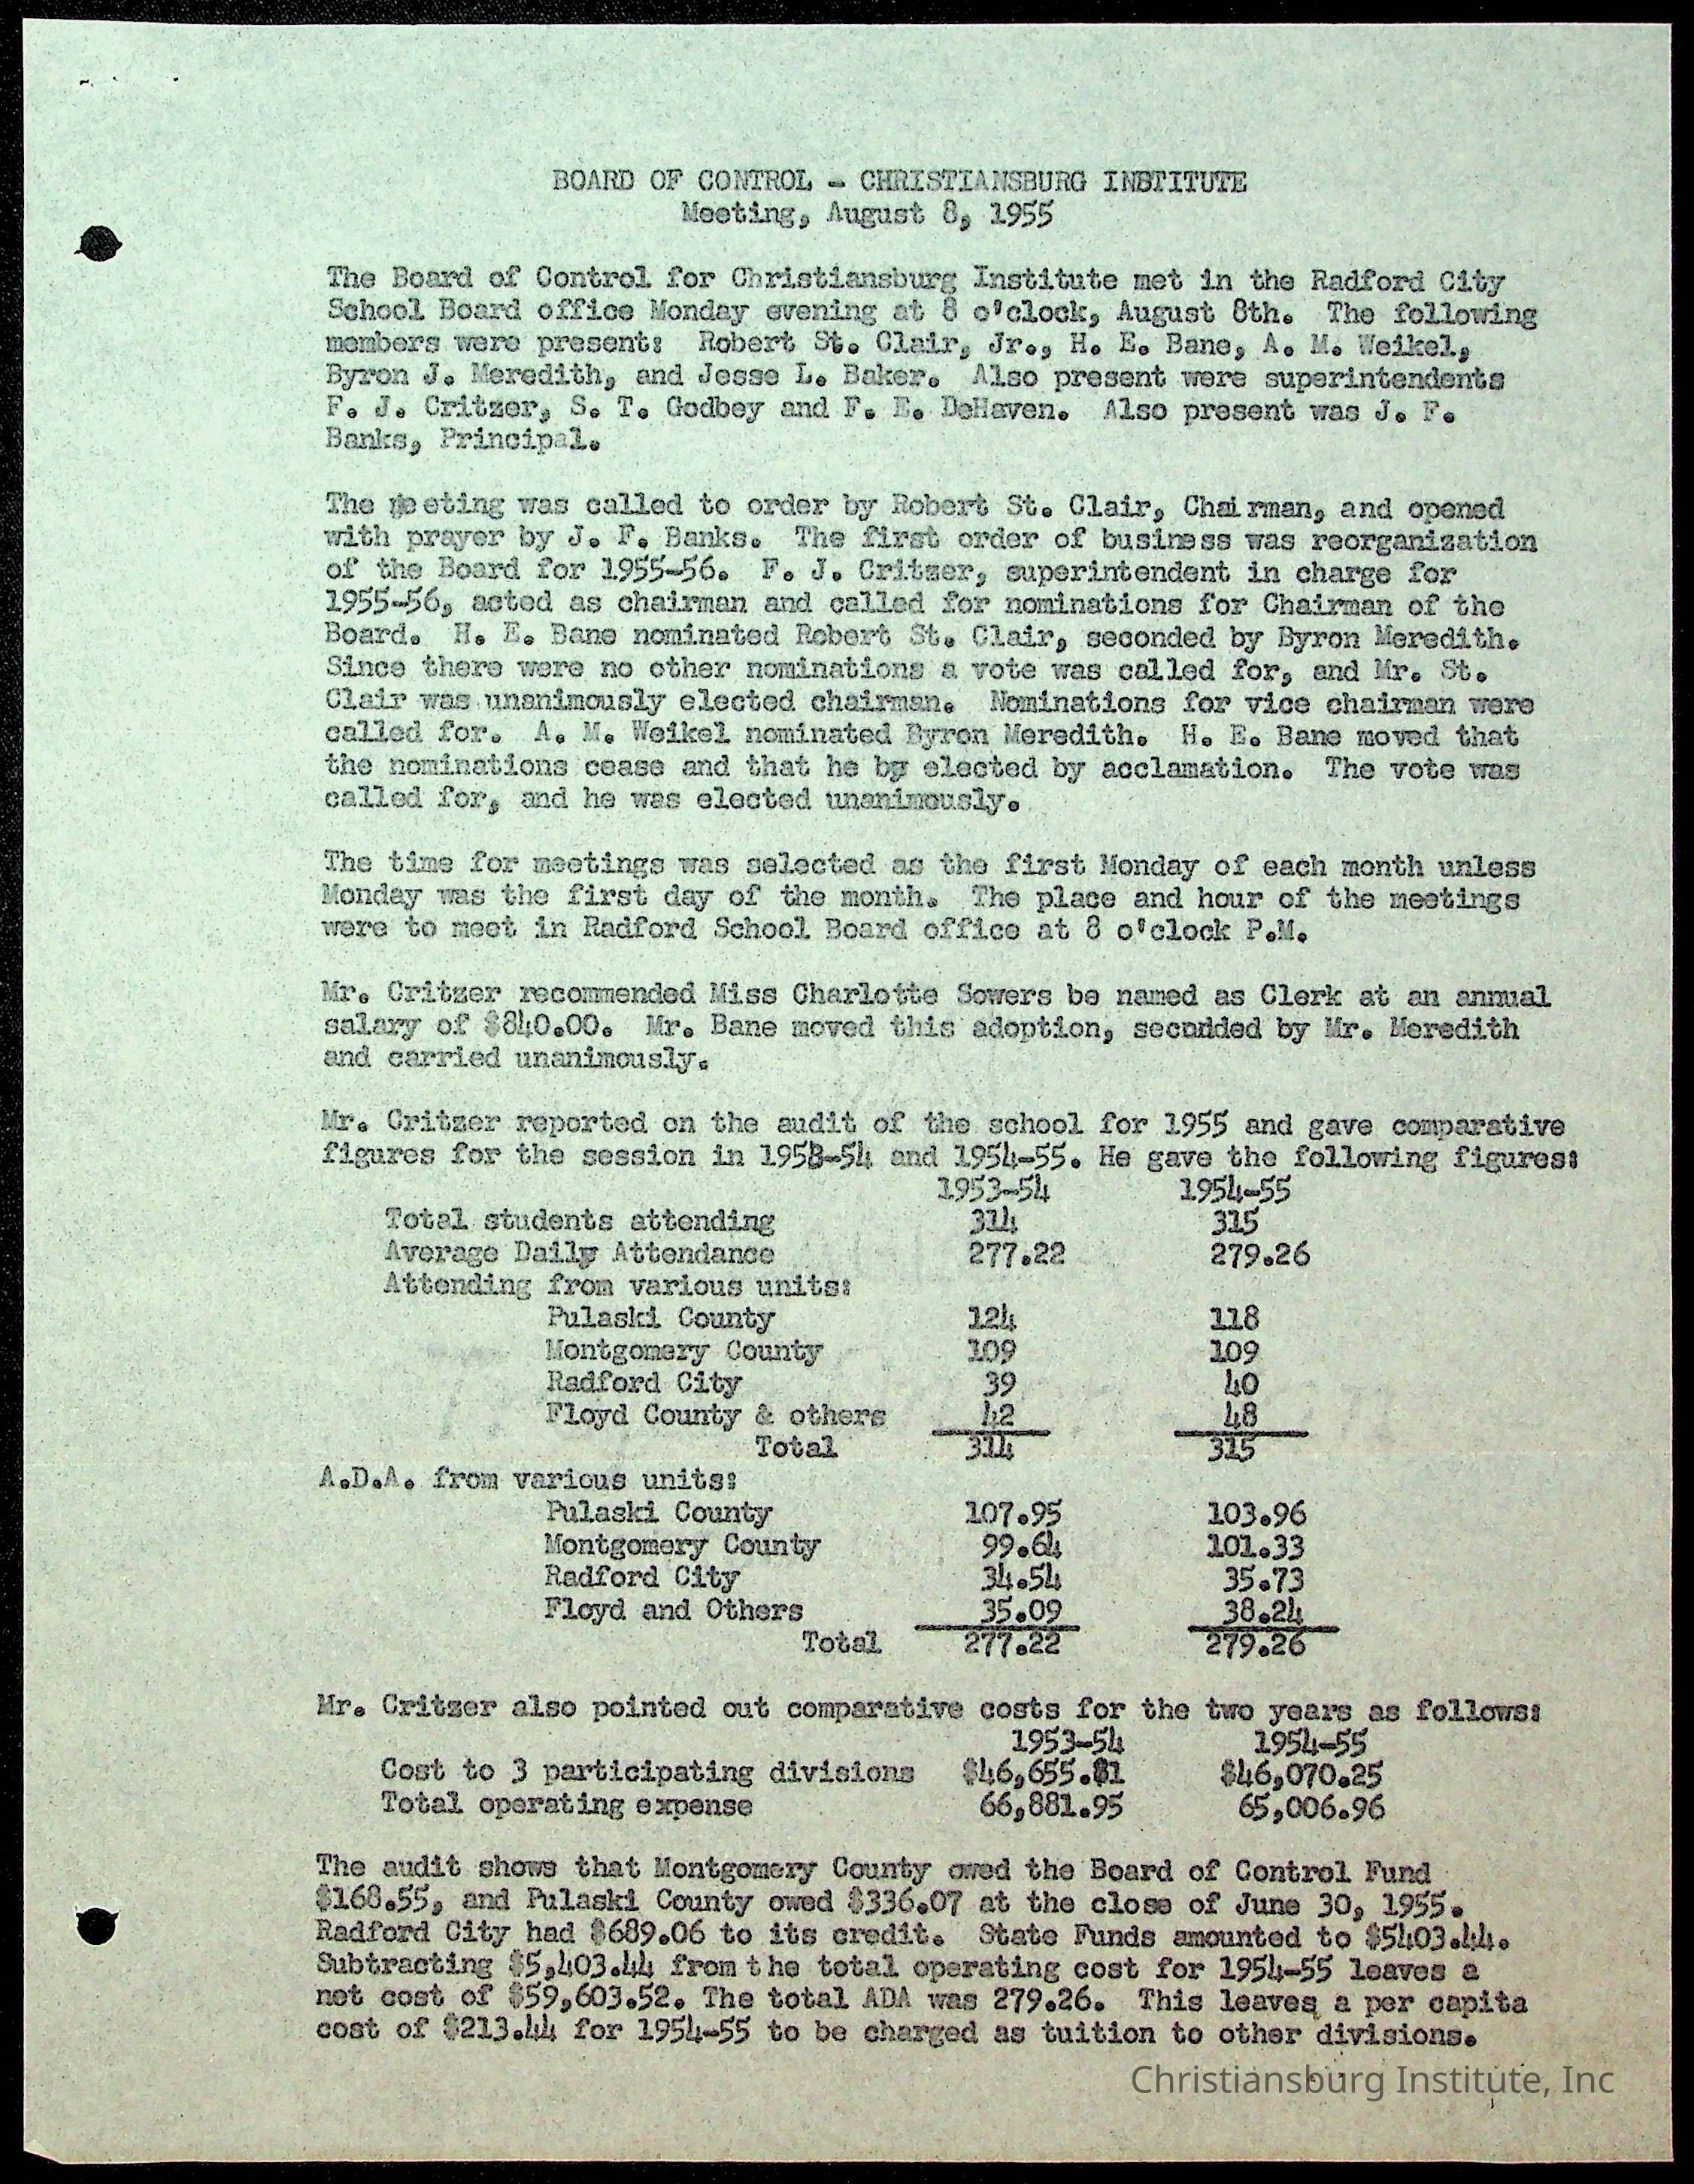 BOARD OF CONTROL - CHRISTIANSBURG INSTITUTE
Meeting, August 8, 1955
The Board of Control for Christiansburg Institute met in the Radford City
School Board office Monday evening at 8 o'clock, August 8th. The following
members were present: Robert St. Clair, Jr., H. E. Bane, A. M. Weikel,
Byron J. Meredith, and Jesse L. Baker. Also present were superintendents
F. J. Critzer, S. T. Godbey and F. E. DeHaven. Also present was J. F.
Banks, Principal.
The meeting was called to order by Robert St. Clair, Chairman, and opened
with prayer by J. F. Banks. The first order of business was reorganization
of the Board for 1955-56. F. J. Critzer, superintendent in charge for
1955-56, acted as chairman and called for nominations for Chairman of the
Board. H. E. Bane nominated Robert St. Clair, seconded by Byron Meredith.
Since there were no other nominations a vote was called for, and Mr. St.
Clair was unanimously elected chairman. Nominations for vice chairman were
called for. A. M. Weikel nominated Byron Meredith. H. E. Bane moved that
the nominations cease and that he by elected by acclamation. The vote was
called for, and he was elected unanimously.
The time for meetings was selected as the first Monday of each month unless
Monday was the first day of the month. The place and hour of the meetings
were to meet in Radford School Board office at 8 o'clock P.M.
Mr. Critzer recommended Miss Charlotte Sowers be named as Clerk at an annual
salary of $840.00. Mr. Bane moved this adoption, secudded by Mr. Meredith
and carried unanimously.
Mr. Critzer reported on the audit of the school for 1955 and gave comparative
figures for the session in 1953-54 and 1954-55. He gave the following figures:
1953-54 1954-55
Total students attending 314 315
Average Daily Attendance 277.22 279.26
Attending from various units:
Pulaski County 124 118
Montgomery County 109 109
Radford City 39 40
Floyd County & others 42 48
Total 314 315
A.D.A. from various units:
Pulaski County 107.95 103.96
Montgomery County 99.64 101.33
Radford City 34.54 35.73
Floyd and Others 35.09 38.24
Total 277.22 279.26
Mr. Critzer also pointed out comparative costs for the two years as follows:
1953-54 1954-55
Cost to 3 participating divisions $46,655.81 $46,070.25
Total operating expense 66,881.95 65,006.96
The audit shows that Montgomery County owed the Board of Control Fund
$168.55, and Pulaski County owed $336.07 at the close of June 30, 1955.
Radford City had $689.06 to its credit. State Funds amounted to $5403.44.
Subtracting $5,403.44 from the total operating cost for 1954-55 leaves a
net cost of $59,603.52. The total ADA was 279.26. This leaves a per capita
cost of $213.44 for 1954-55 to be charged as tuition to other divisions.
Christiansburg Institute, Inc